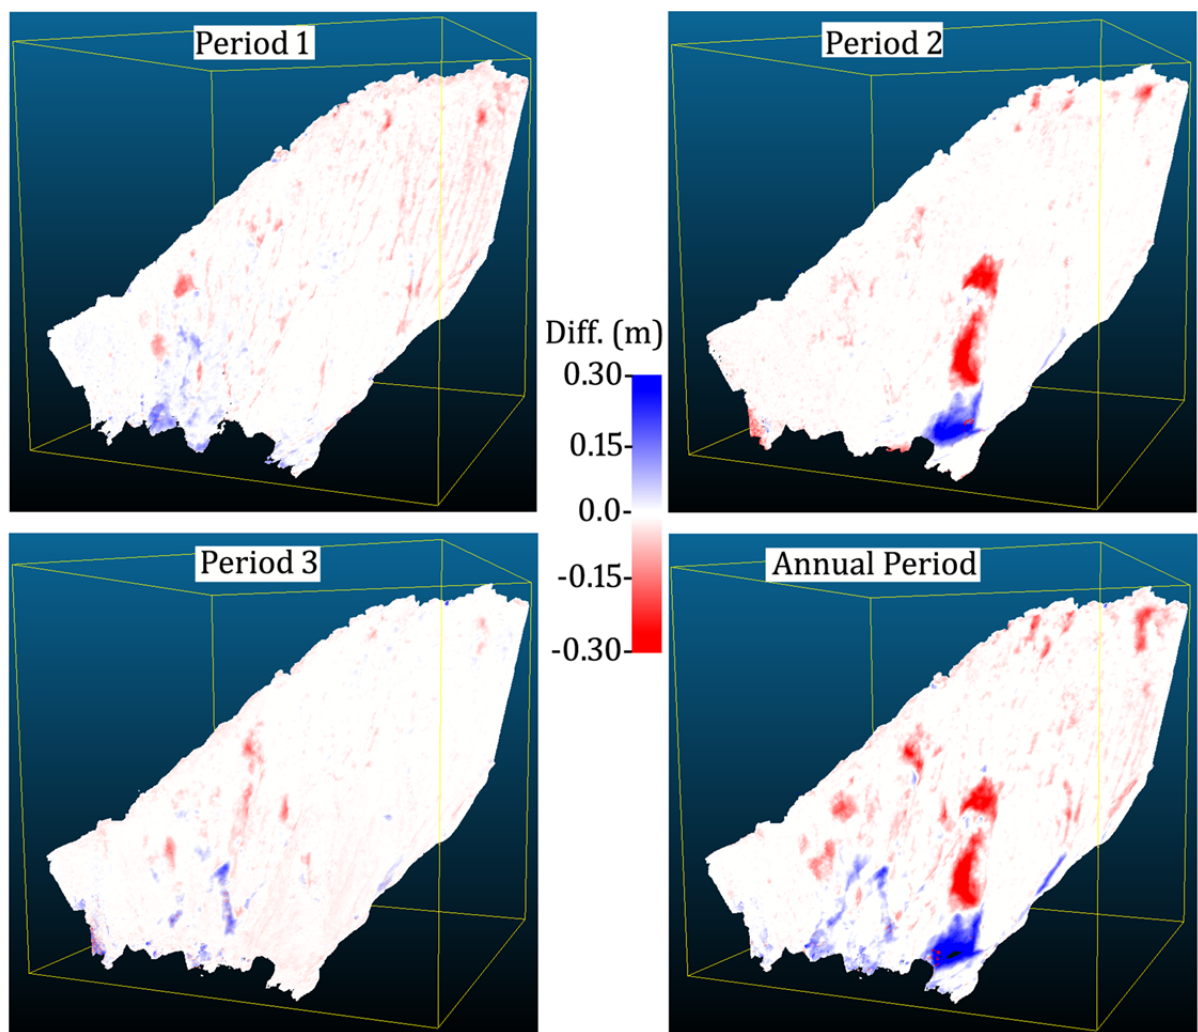 Period 1
Period 2
Diff. (m)
0.30
0.15
0.0
-0.15
-0.30
Period 3
Annual Period